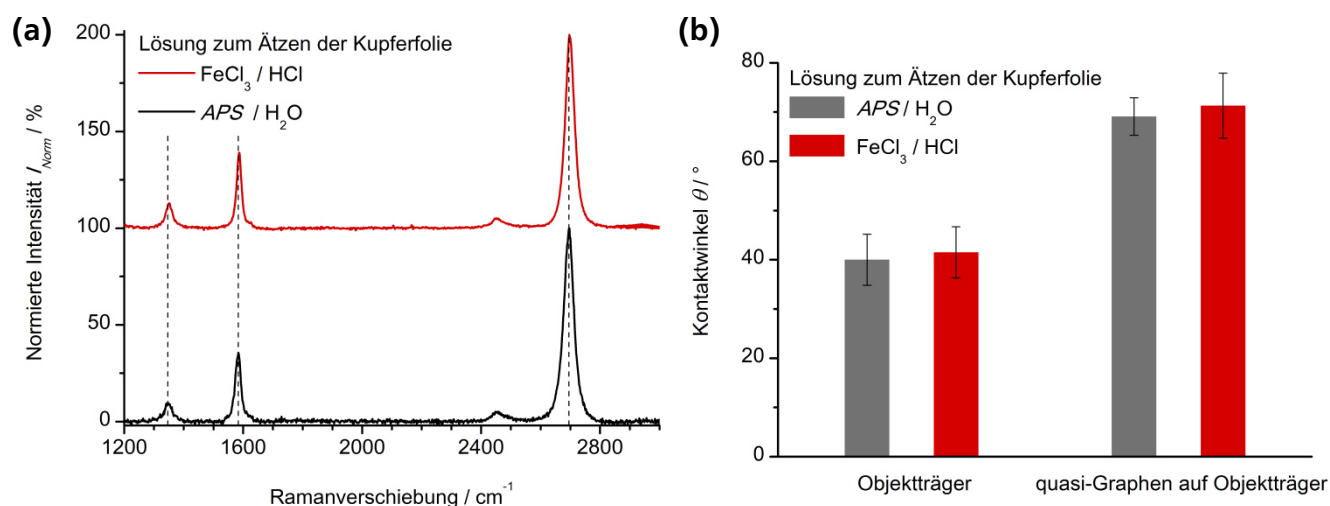 (a)
Lösung zum Ätzen der Kupferfolie
FeCl₃ / HCl
APS / H₂O
200
150
100
50
0
1200
1600
2000
2400
2800
Normierte Intensität I_Norm / %
Ramanverschiebung / cm⁻¹
(b)
Lösung zum Ätzen der Kupferfolie
APS / H₂O
FeCl₃ / HCl
80
60
40
20
0
Kontaktwinkel θ / °
Objektträger
quasi-Graphen auf Objektträger